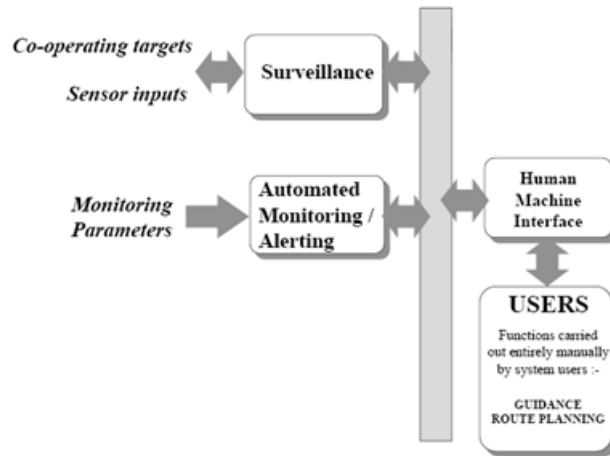 Co-operating targets
Sensor inputs
Surveillance
Monitoring
Parameters
Automated
Monitoring /
Alerting
Human
Machine
Interface
USERS
Functions carried
out entirely manually
by system users :-
GUIDANCE
ROUTE PLANNING